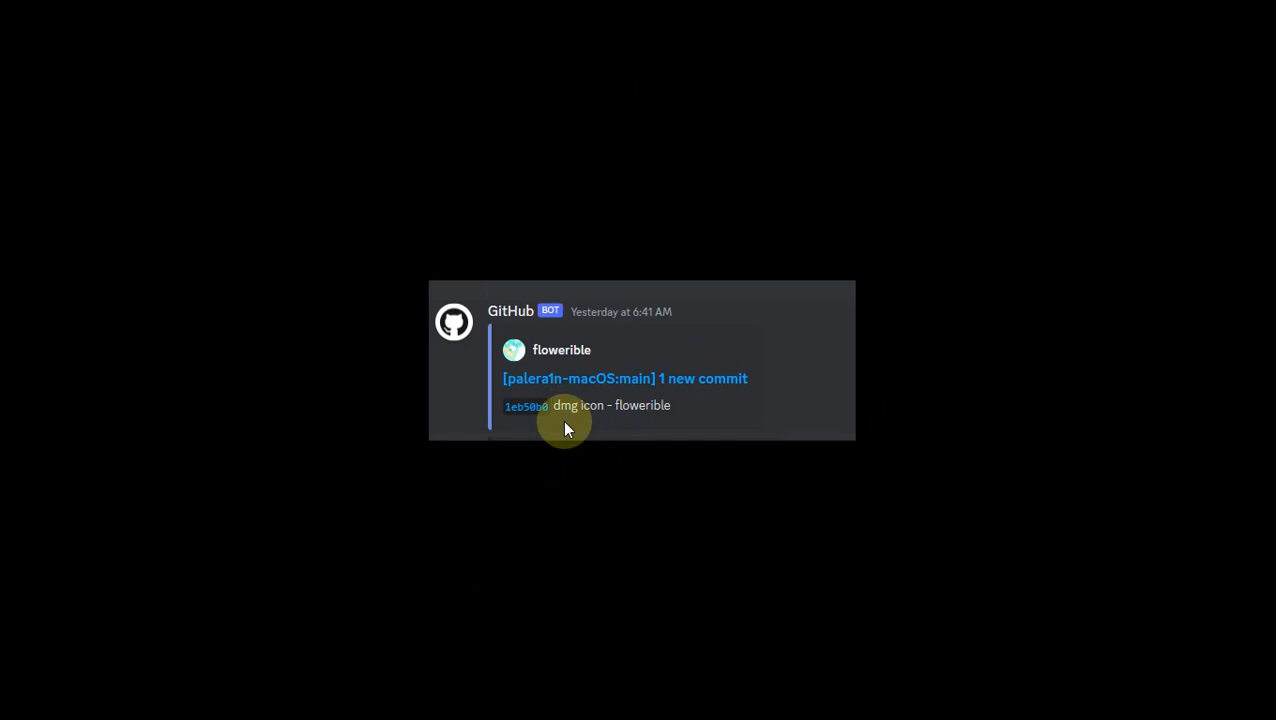 GitHub BOT Yesterday at 6:41 AM
flowerible
[palera1n-macOS:main] 1 new commit
1eb50b0 dmg icon - flowerible